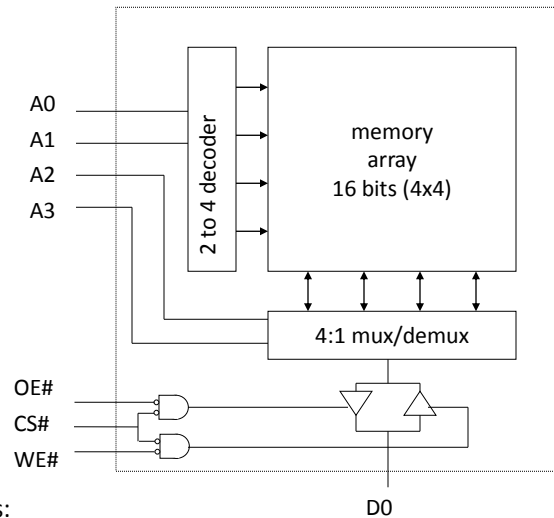 A0
A1
A2
A3
2 to 4 decoder
memory
array
16 bits (4x4)
4:1 mux/demux
OE#
CS#
WE#
s:
D0